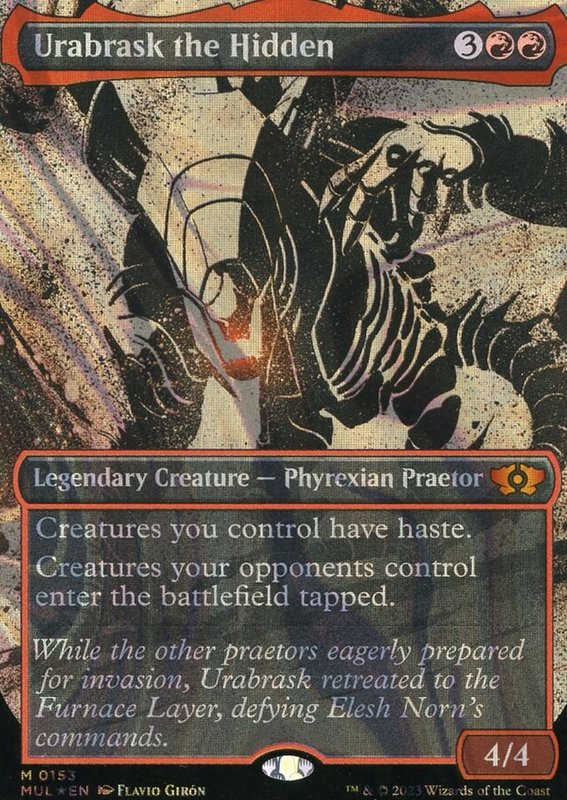 Urabrask the Hidden 3
Legendary Creature — Phyrexian Praetor
Creatures you control have haste.
Creatures your opponents control
enter the battlefield tapped.
While the other praetors eagerly prepared
for invasion, Urabrask retreated to the
Furnace Layer, defying Elesh Norn's
commands.
4/4
M 0153
MUL★EN Flavio Girón
™ & © 2023 Wizards of the Coast